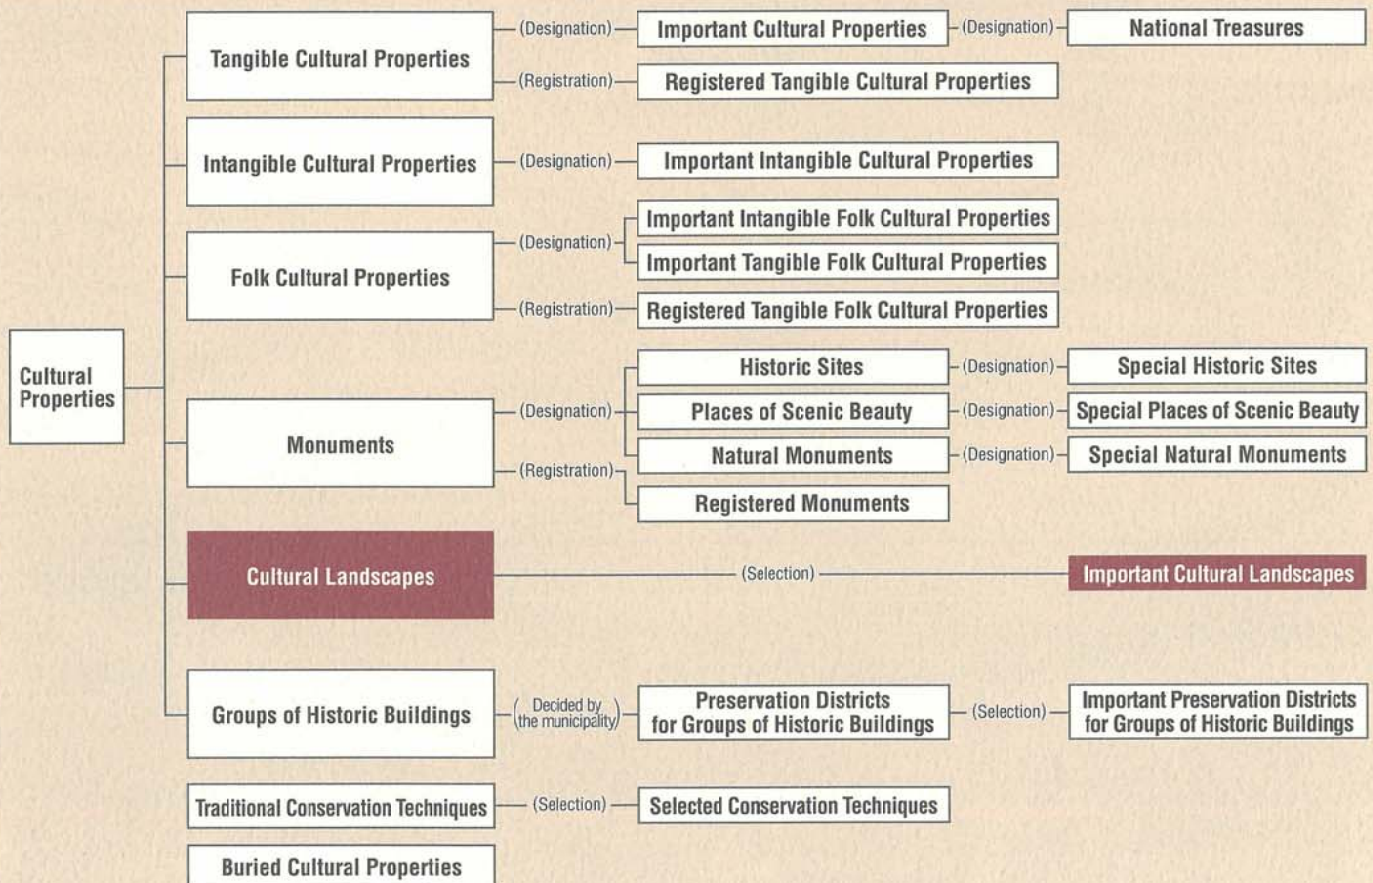 Cultural
Properties
Tangible Cultural Properties
(Designation)
Important Cultural Properties
(Designation)
National Treasures
(Registration)
Registered Tangible Cultural Properties
Intangible Cultural Properties
(Designation)
Important Intangible Cultural Properties
Folk Cultural Properties
(Designation)
Important Intangible Folk Cultural Properties
Important Tangible Folk Cultural Properties
(Registration)
Registered Tangible Folk Cultural Properties
Monuments
(Designation)
Historic Sites
(Designation)
Special Historic Sites
Places of Scenic Beauty
(Designation)
Special Places of Scenic Beauty
Natural Monuments
(Designation)
Special Natural Monuments
(Registration)
Registered Monuments
Cultural Landscapes
(Selection)
Important Cultural Landscapes
Groups of Historic Buildings
(Decided by
the municipality)
Preservation Districts
for Groups of Historic Buildings
(Selection)
Important Preservation Districts
for Groups of Historic Buildings
Traditional Conservation Techniques
(Selection)
Selected Conservation Techniques
Buried Cultural Properties